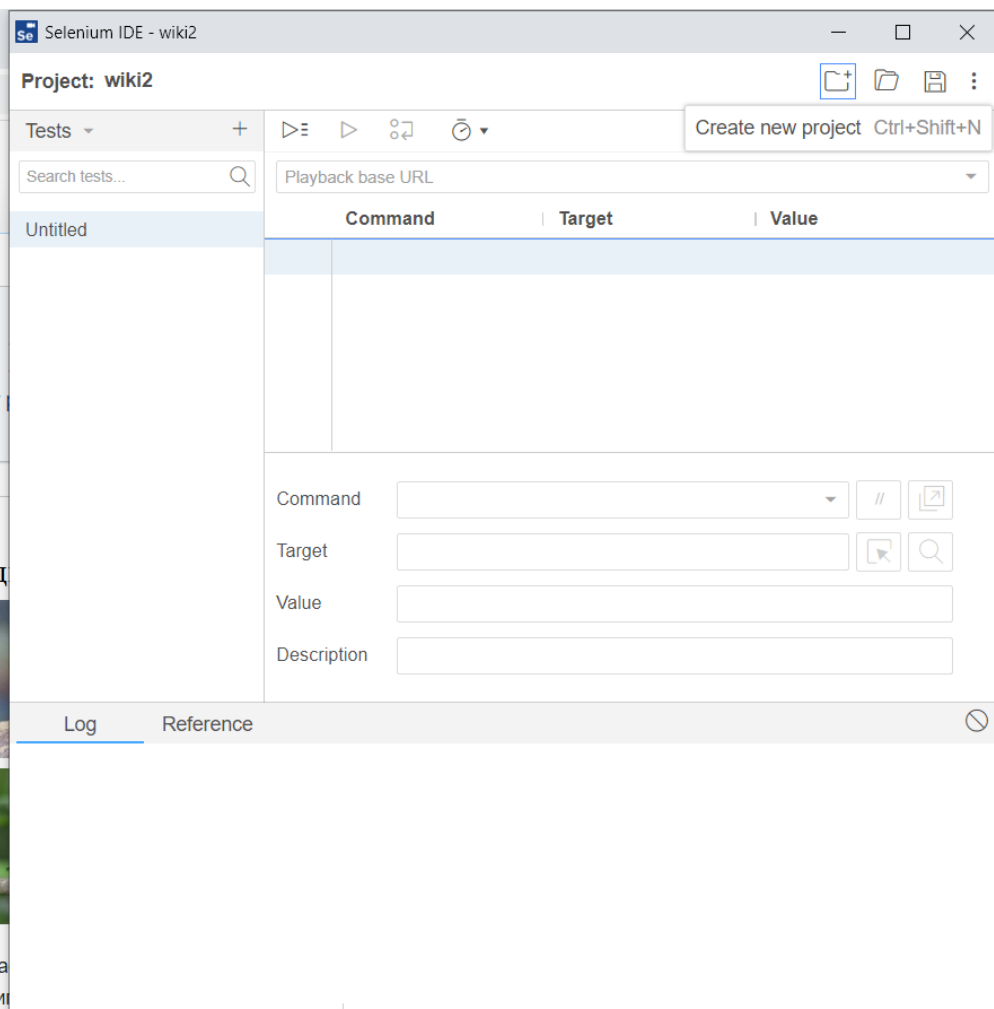 Se Selenium IDE - wiki2
Project: wiki2
Create new project Ctrl+Shift+N
Tests
Search tests...
Untitled
Playback base URL
Command Target Value
Command //
Target
Value
Description
Log Reference